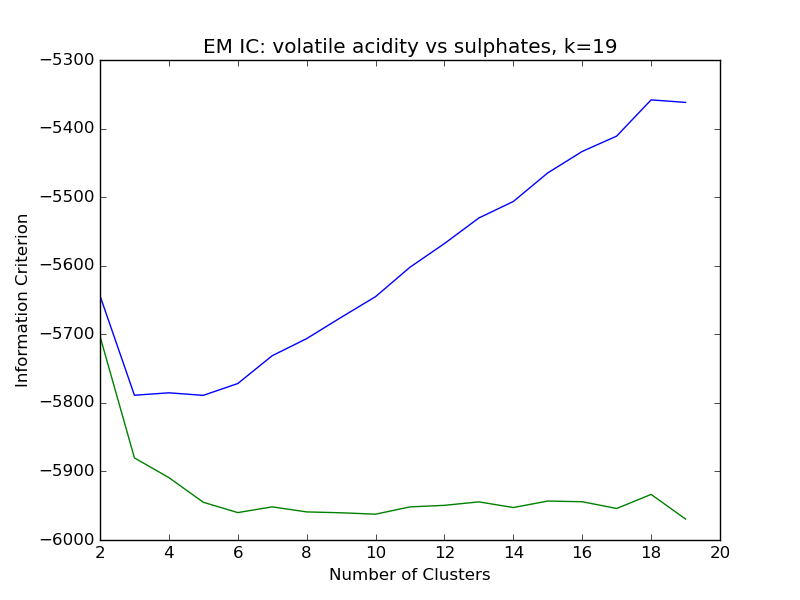 EM IC: volatile acidity vs sulphates, k=19
Information Criterion
−5300
−5400
−5500
−5600
−5700
−5800
−5900
−6000
2 4 6 8 10 12 14 16 18 20
Number of Clusters